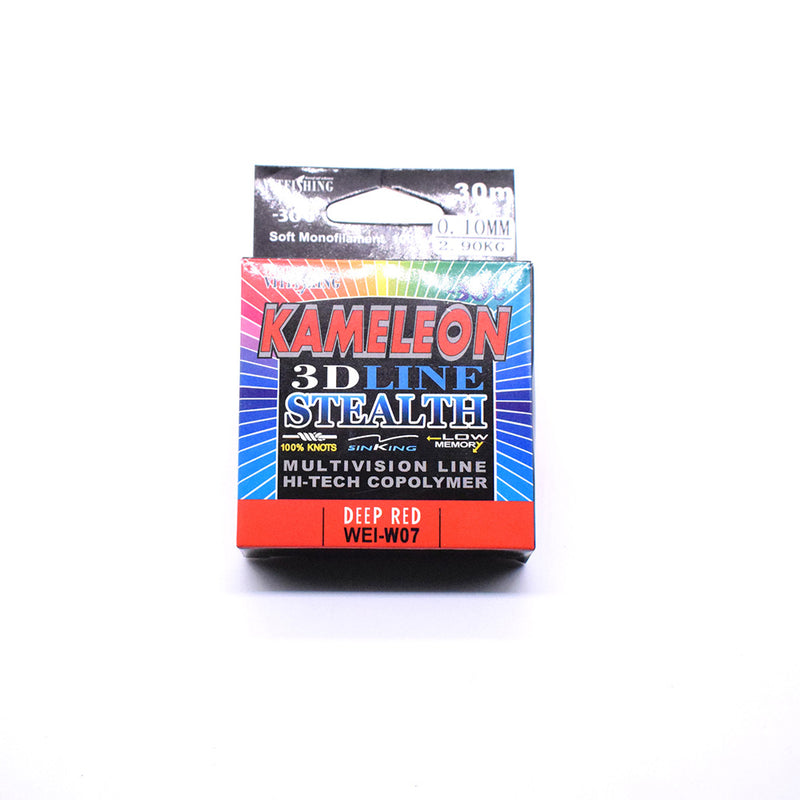 30m
0.10MM
Soft Monofilament
2.90KG
KAMELEON
3D LINE
STEALTH
100% KNOTS
SINKING
LOW
MEMORY
MULTIVISION LINE
HI-TECH COPOLYMER
DEEP RED
WEI-W07